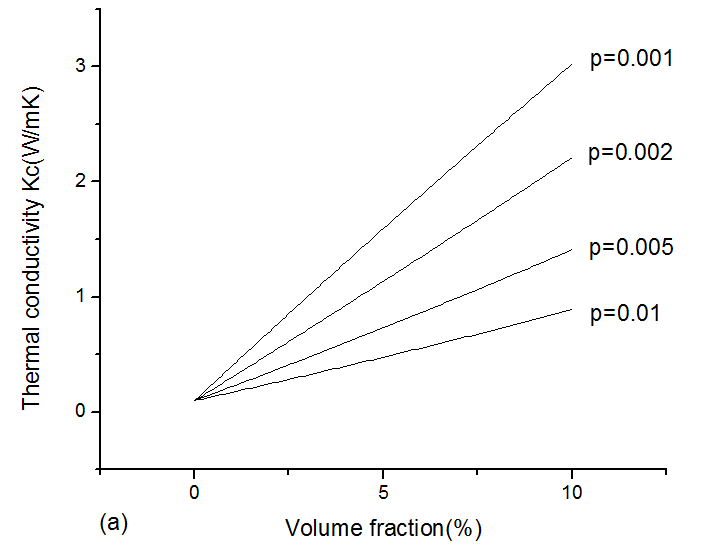 p=0.001
3
p=0.002
2
p=0.005
1
p=0.01
0
Thermal conductivity Kc(W/mK)
0
5
10
(a)
Volume fraction(%)